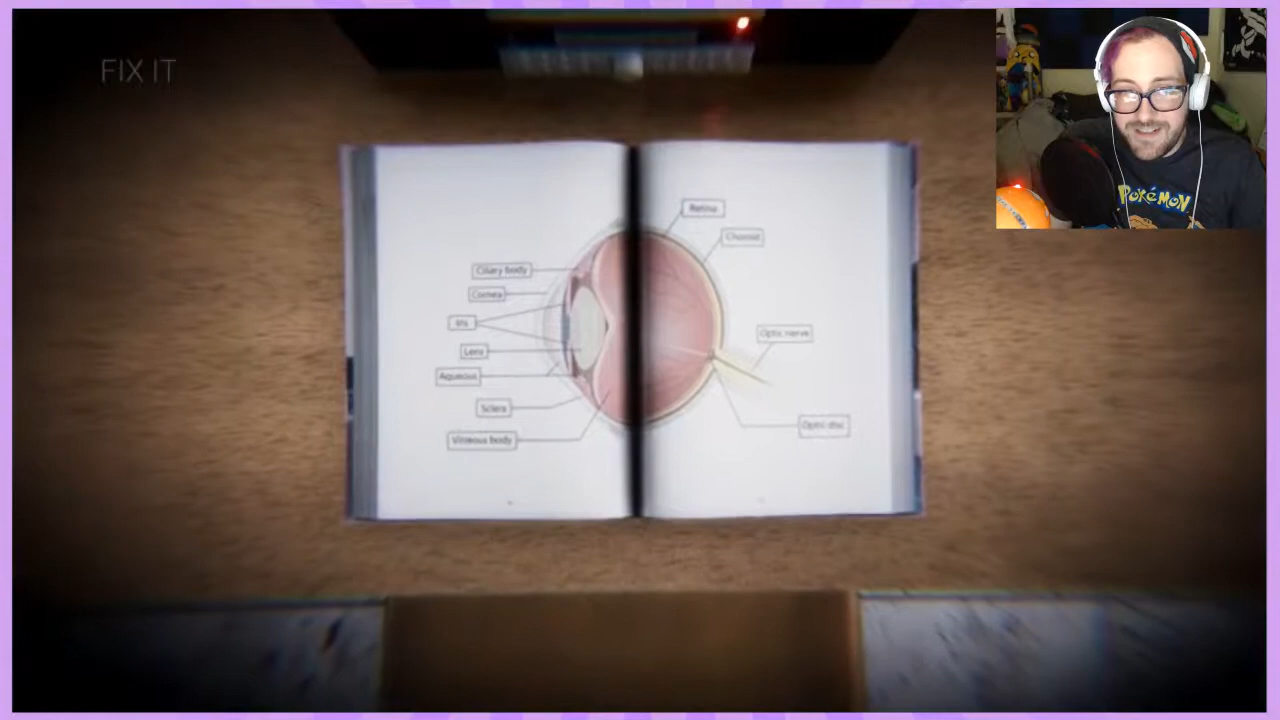 FIX IT
POKéMON
Retina
Choroid
Ciliary body
Cornea
Iris
Optic nerve
Lens
Aqueous
Sclera
Optic disc
Vitreous body